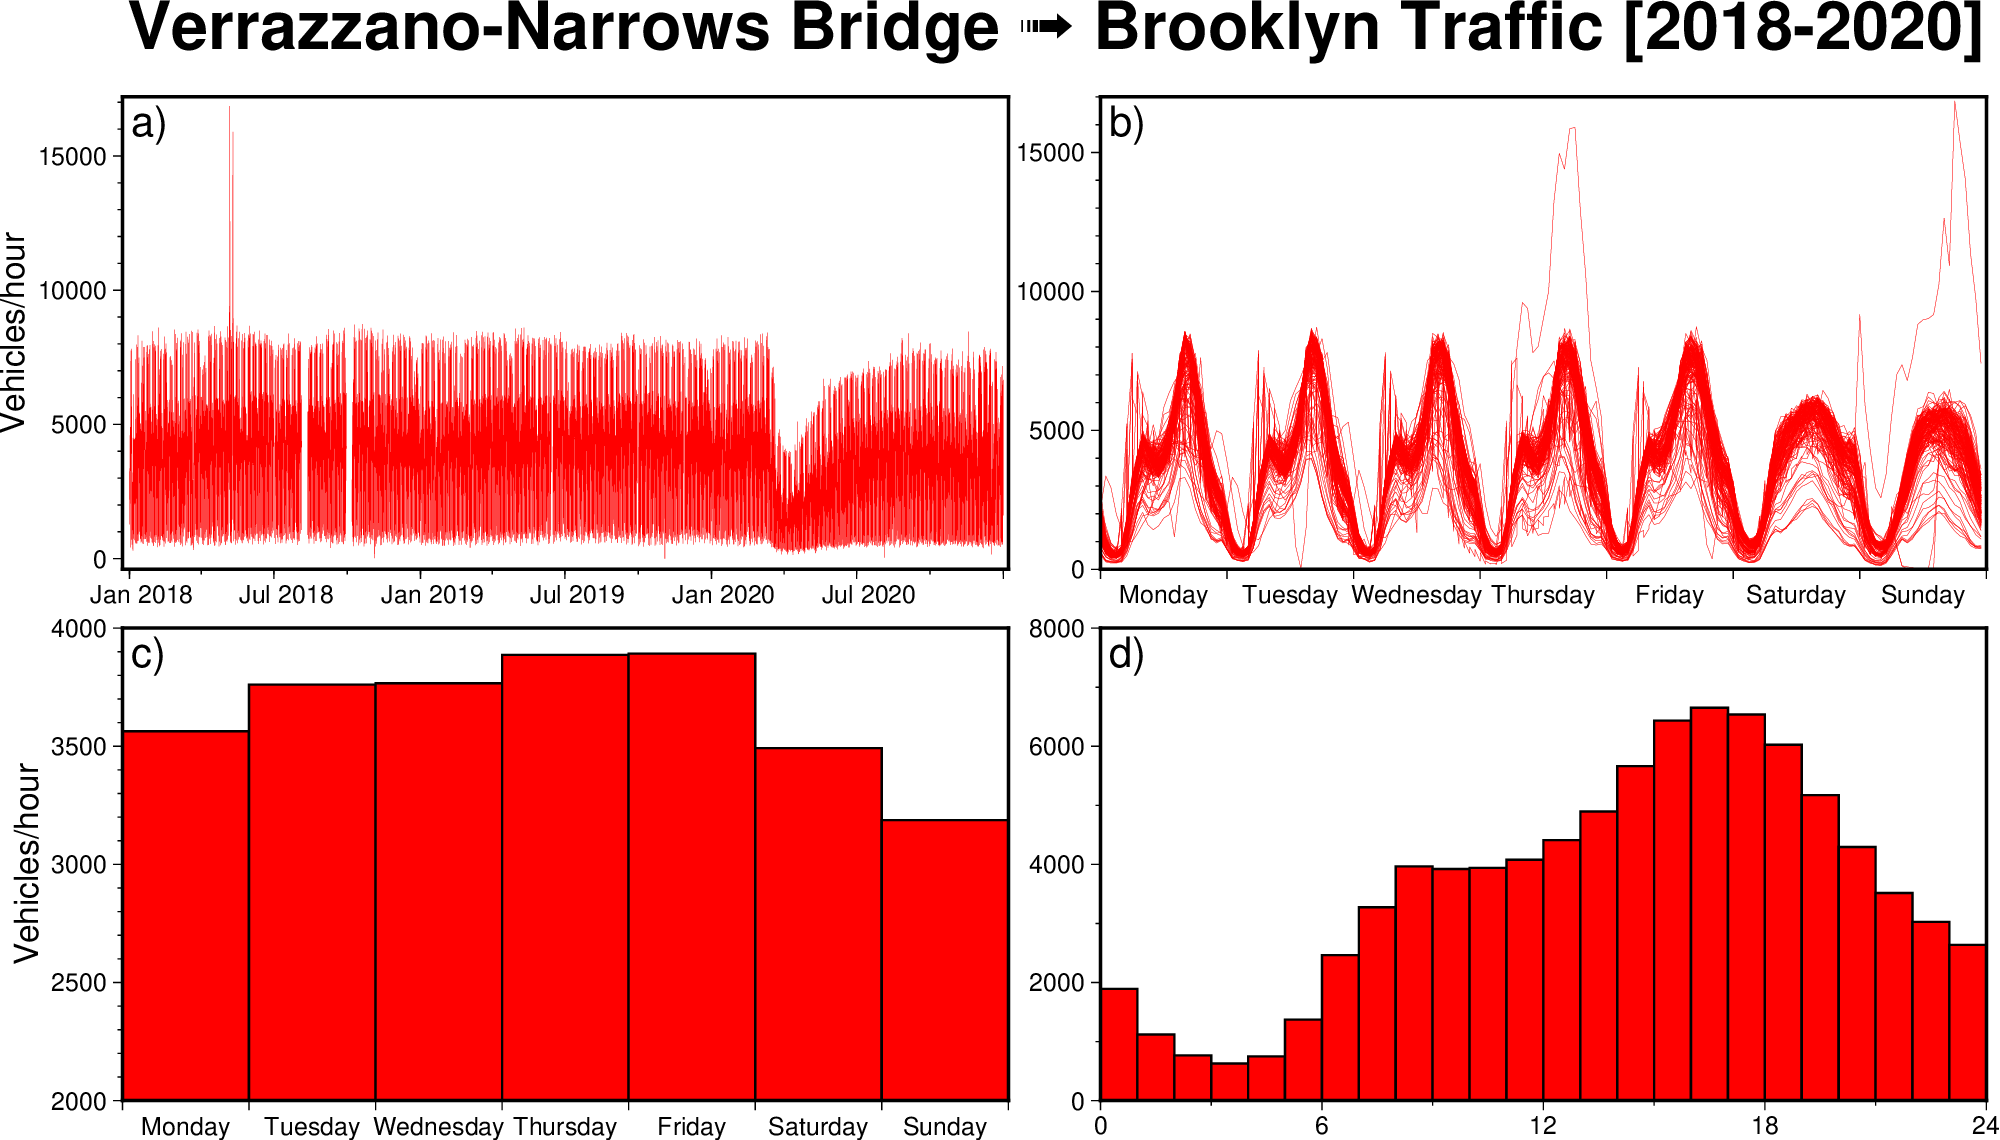 Verrazzano-Narrows Bridge ➠ Brooklyn Traffic [2018-2020]
a)
15000
10000
5000
0
Vehicles/hour
Jan 2018 Jul 2018 Jan 2019 Jul 2019 Jan 2020 Jul 2020
b)
15000
10000
5000
0
Monday Tuesday Wednesday Thursday Friday Saturday Sunday
c)
4000
3500
3000
2500
2000
Vehicles/hour
Monday Tuesday Wednesday Thursday Friday Saturday Sunday
d)
8000
6000
4000
2000
0
0 6 12 18 24